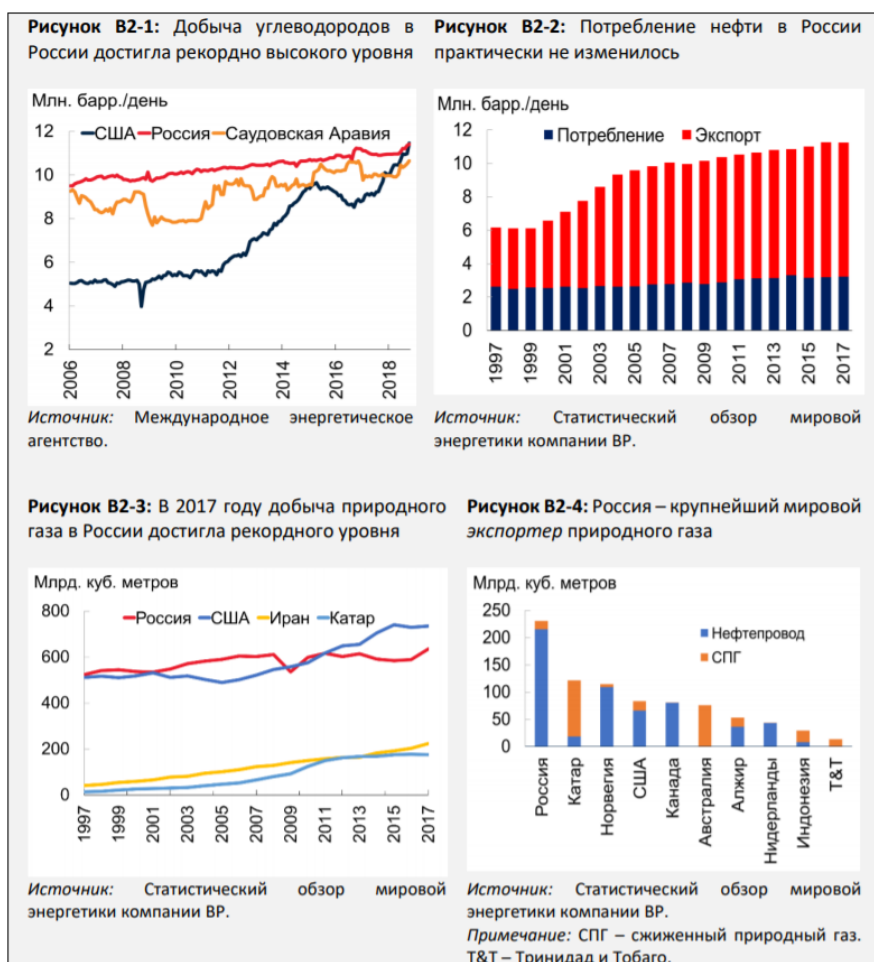 Рисунок В2-1: Добыча углеводородов в
России достигла рекордно высокого уровня
Млн. барр./день
США Россия Саудовская Аравия
12
10
8
6
4
2
2006
2008
2010
2012
2014
2016
2018
Источник: Международное энергетическое
агентство.
Рисунок В2-2: Потребление нефти в России
практически не изменилось
Млн. барр./день
12
10
8
6
4
2
0
Потребление Экспорт
1997
1999
2001
2003
2005
2007
2009
2011
2013
2015
2017
Источник: Статистический обзор мировой
энергетики компании BP.
Рисунок В2-3: В 2017 году добыча природного
газа в России достигла рекордного уровня
Млрд. куб. метров
800
600
400
200
0
Россия США Иран Катар
1997
1999
2001
2003
2005
2007
2009
2011
2013
2015
2017
Источник: Статистический обзор мировой
энергетики компании BP.
Рисунок В2-4: Россия – крупнейший мировой
экспортер природного газа
Млрд. куб. метров
250
200
150
100
50
0
Нефтепровод
СПГ
Россия
Катар
Норвегия
США
Канада
Австралия
Алжир
Нидерланды
Индонезия
T&T
Источник: Статистический обзор мировой
энергетики компании BP.
Примечание: СПГ – сжиженный природный газ.
T&T – Тринидад и Тобаго.